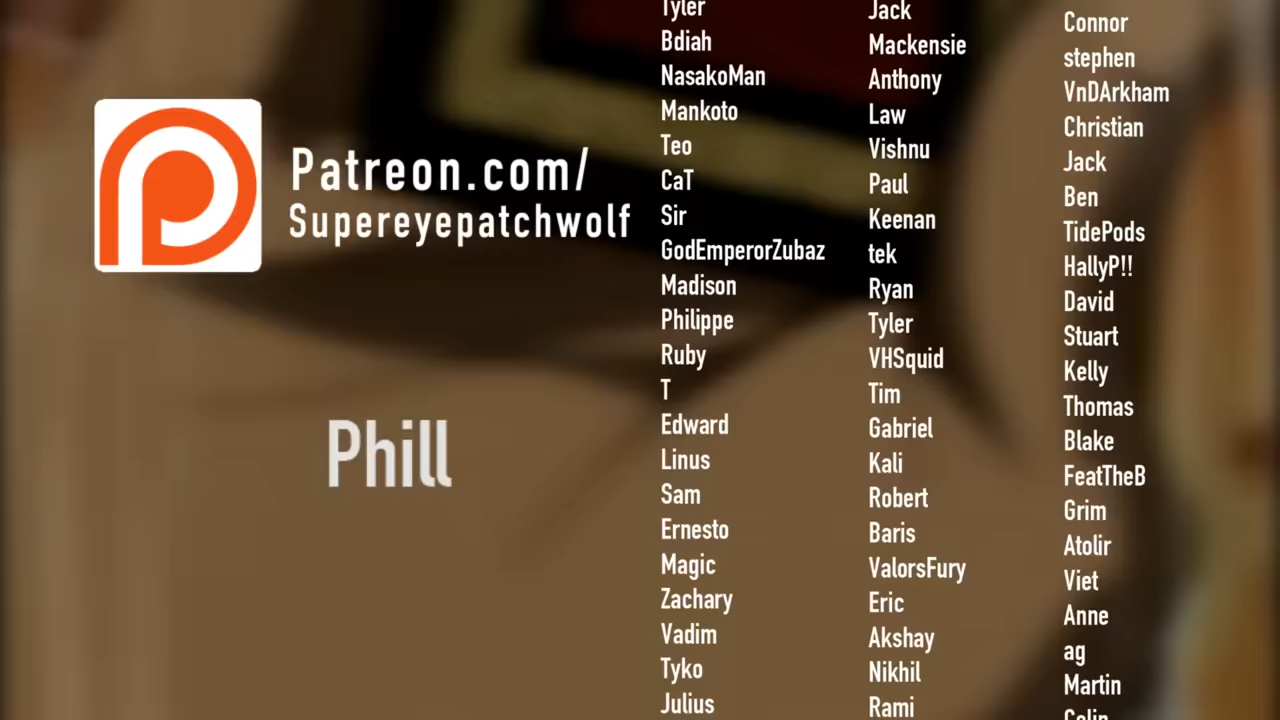 Patreon.com/
Supereyepatchwolf
Phill
Tyler
Bdiah
NasakoMan
Mankoto
Teo
CaT
Sir
GodEmperorZubaz
Madison
Philippe
Ruby
T
Edward
Linus
Sam
Ernesto
Magic
Zachary
Vadim
Tyko
Julius
Jack
Mackensie
Anthony
Law
Vishnu
Paul
Keenan
tek
Ryan
Tyler
VHSquid
Tim
Gabriel
Kali
Robert
Baris
ValorsFury
Eric
Akshay
Nikhil
Rami
Connor
stephen
VnDArkham
Christian
Jack
Ben
TidePods
HallyP!!
David
Stuart
Kelly
Thomas
Blake
FeatTheB
Grim
Atolir
Viet
Anne
ag
Martin
Colin